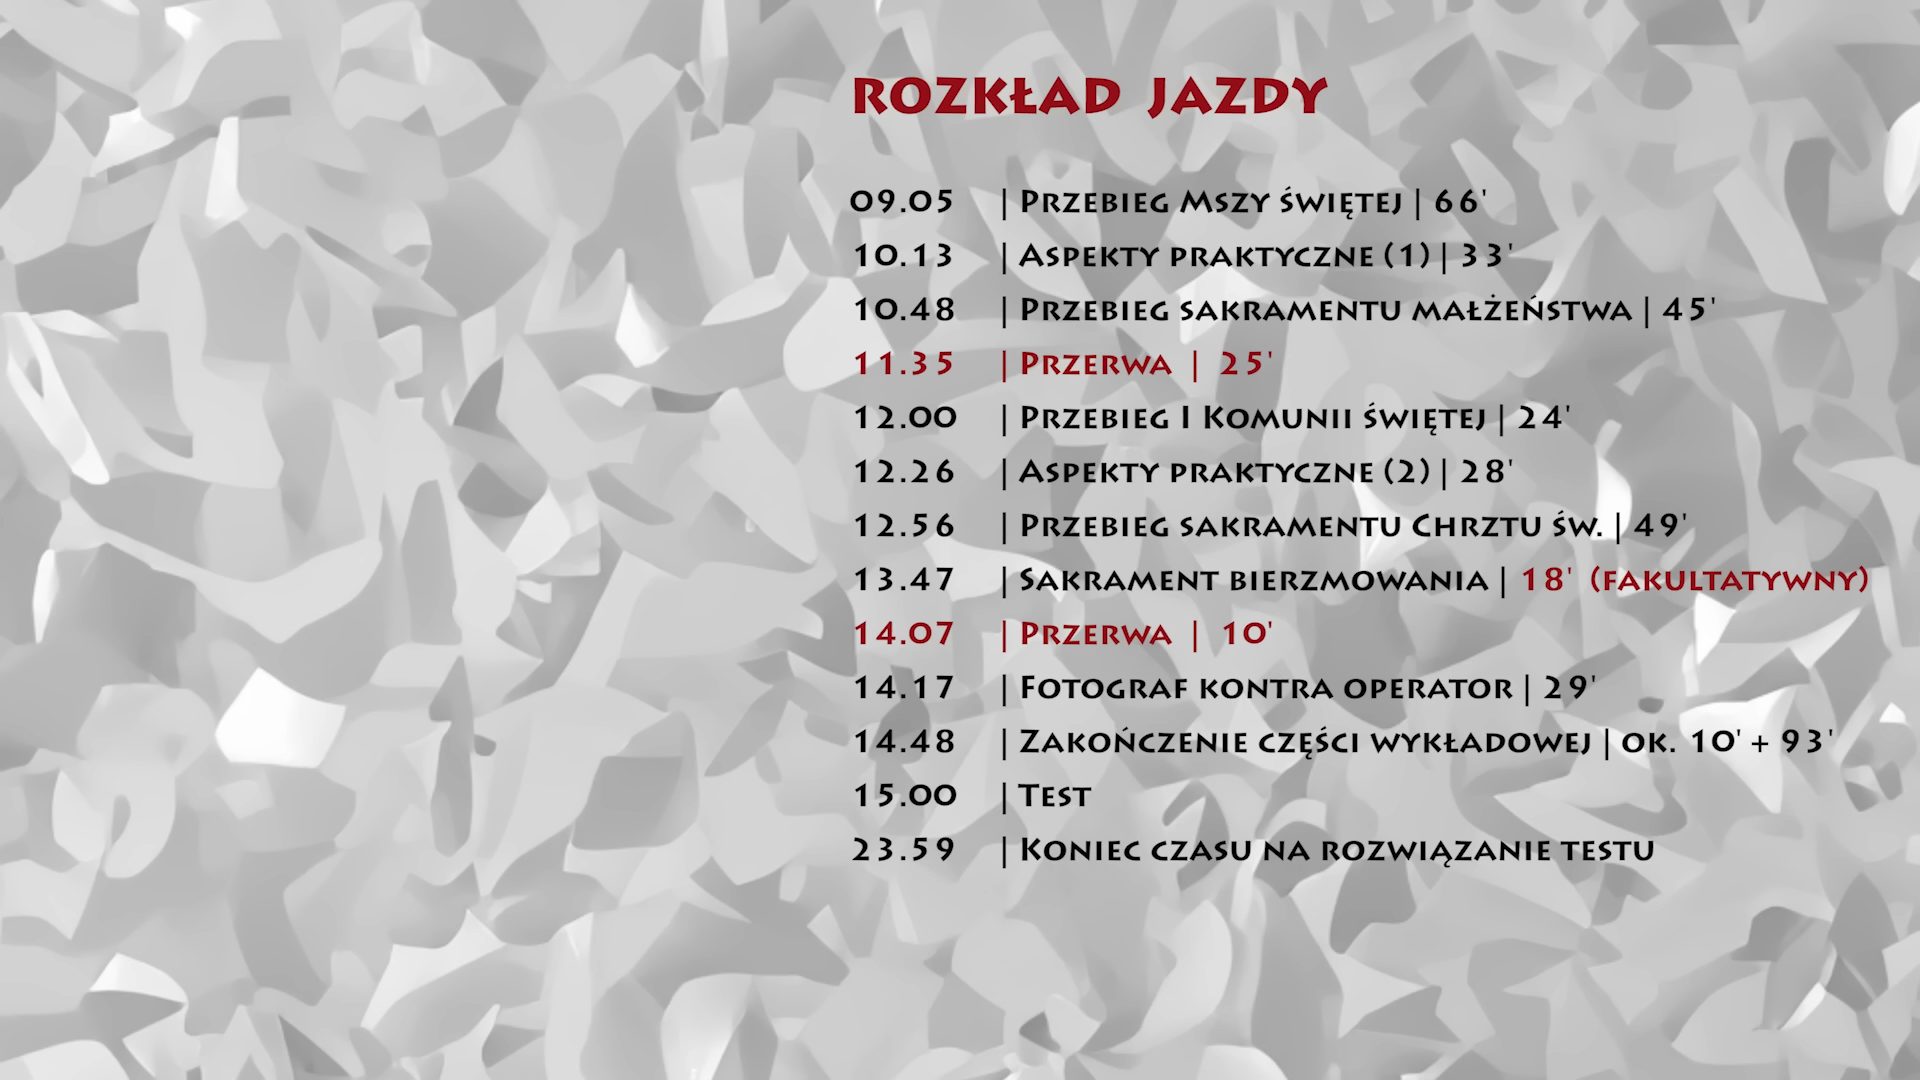 ROZKŁAD JAZDY
09.05 | Przebieg Mszy świętej | 66'
10.13 | Aspekty praktyczne (1) | 33'
10.48 | Przebieg sakramentu małżeństwa | 45'
11.35 | Przerwa | 25'
12.00 | Przebieg I Komunii świętej | 24'
12.26 | Aspekty praktyczne (2) | 28'
12.56 | Przebieg sakramentu Chrztu św. | 49'
13.47 | Sakrament bierzmowania | 18' (fakultatywny)
14.07 | Przerwa | 10'
14.17 | Fotograf kontra operator | 29'
14.48 | Zakończenie części wykładowej | ok. 10' + 93'
15.00 | Test
23.59 | Koniec czasu na rozwiązanie testu